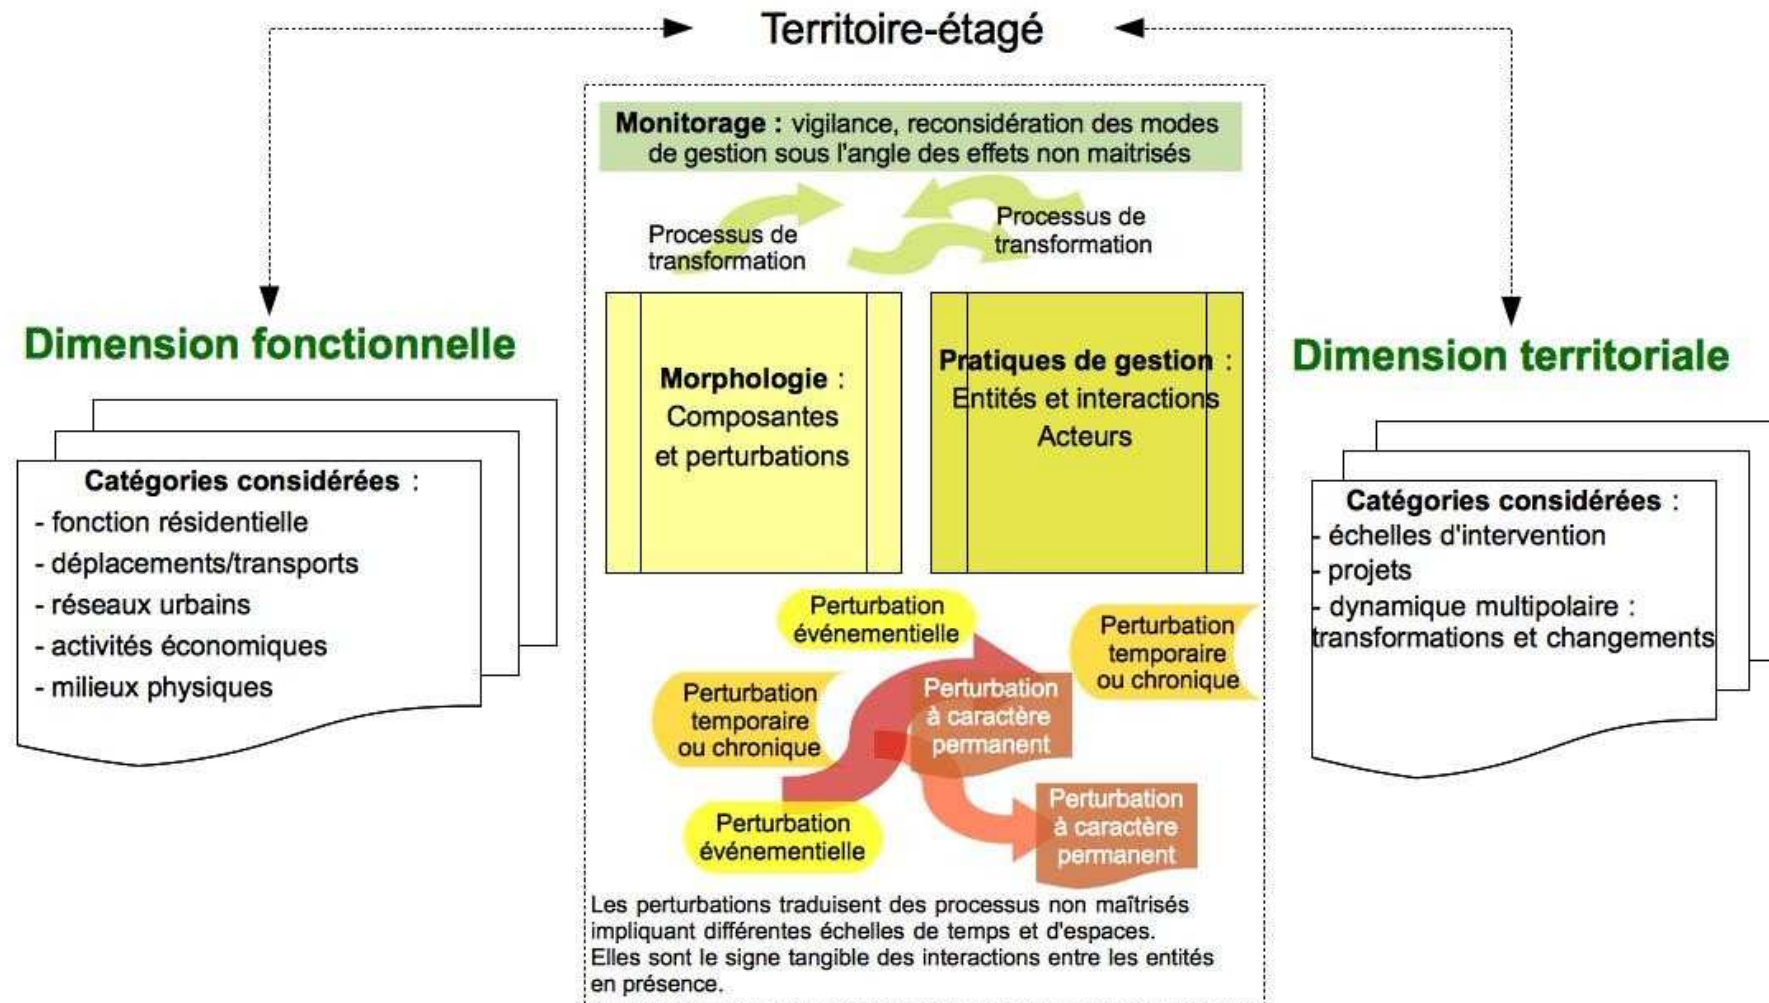 Territoire-étagé
Monitorage : vigilance, reconsidération des modes
de gestion sous l'angle des effets non maitrisés
Processus de
transformation
Processus de
transformation
Dimension fonctionnelle
Catégories considérées :
- fonction résidentielle
- déplacements/transports
- réseaux urbains
- activités économiques
- milieux physiques
Morphologie :
Composantes
et perturbations
Pratiques de gestion :
Entités et interactions
Acteurs
Dimension territoriale
Catégories considérées :
- échelles d'intervention
- projets
- dynamique multipolaire :
transformations et changements
Perturbation
événementielle
Perturbation
temporaire
ou chronique
Perturbation
temporaire
ou chronique
Perturbation
à caractère
permanent
Perturbation
événementielle
Perturbation
à caractère
permanent
Les perturbations traduisent des processus non maîtrisés
impliquant différentes échelles de temps et d'espaces.
Elles sont le signe tangible des interactions entre les entités
en présence.